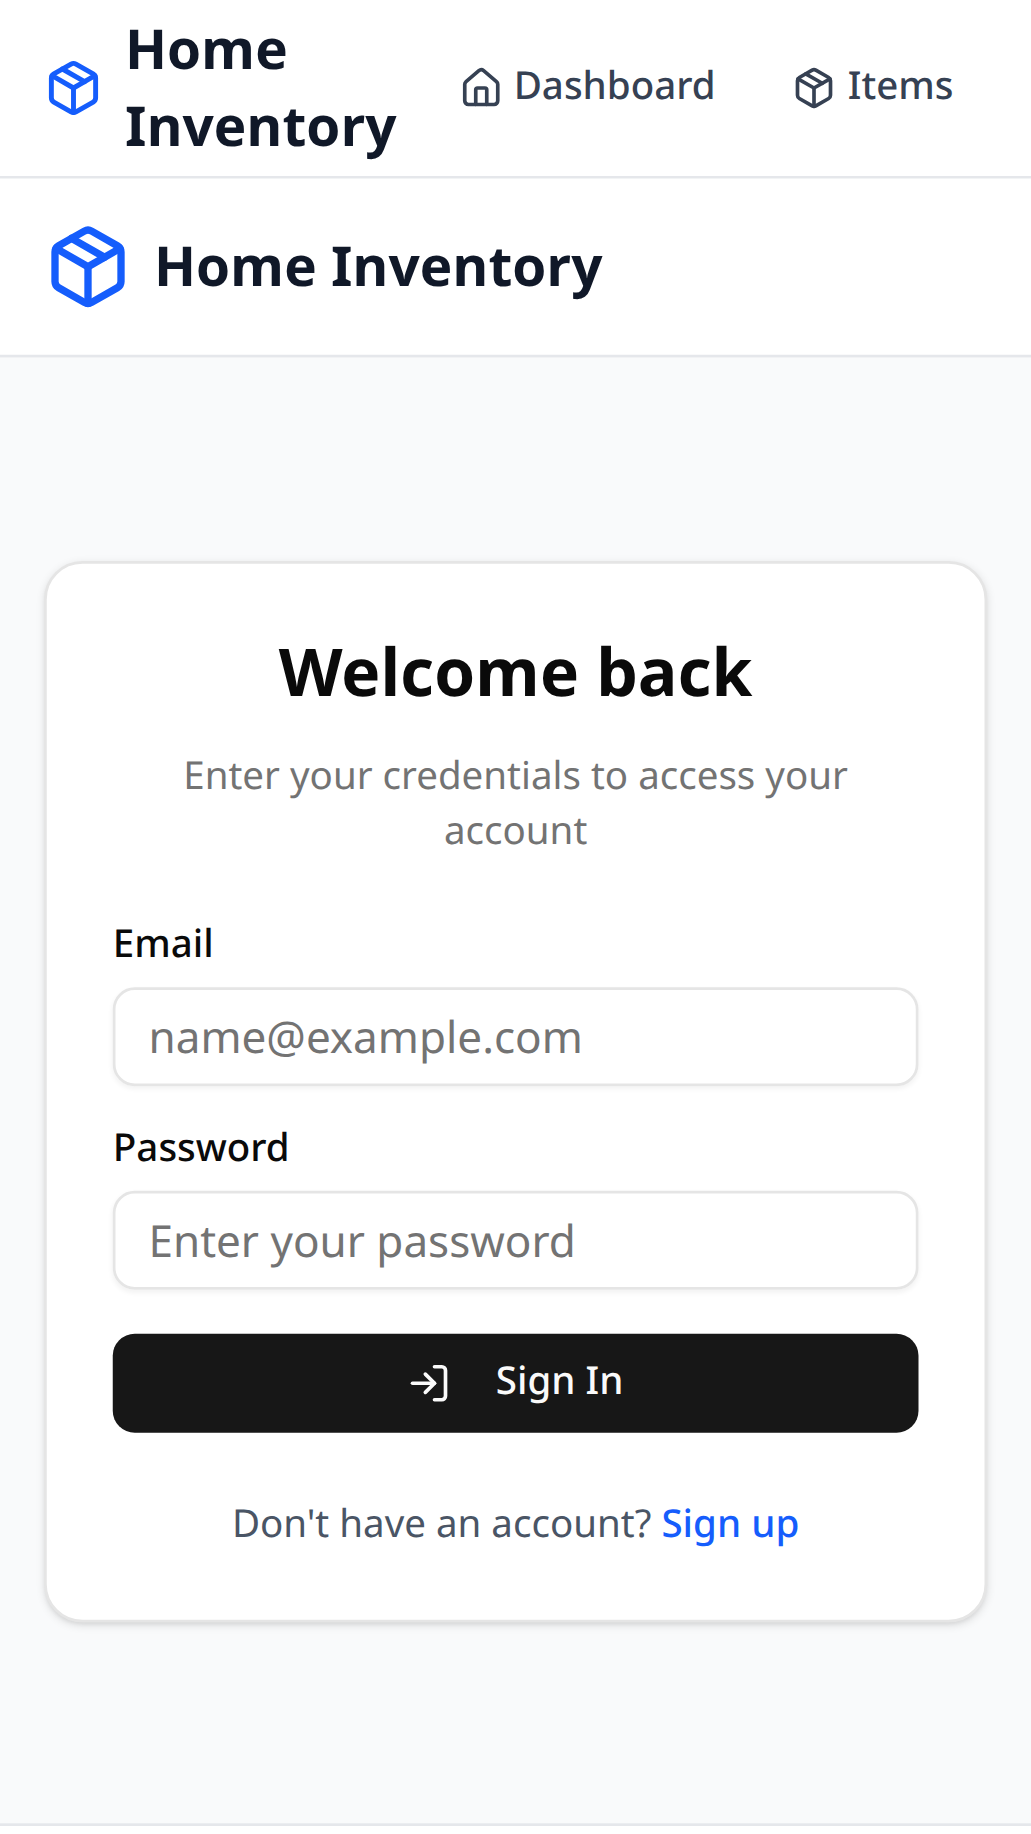 Home
Inventory
Dashboard
Items
Home Inventory
Welcome back
Enter your credentials to access your
account
Email
name@example.com
Password
Enter your password
Sign In
Don't have an account? Sign up